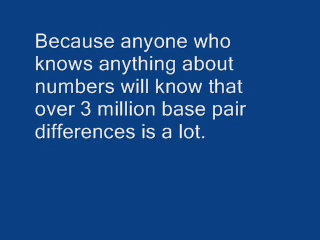 Because anyone who
knows anything about
numbers will know that
over 3 million base pair
differences is a lot.